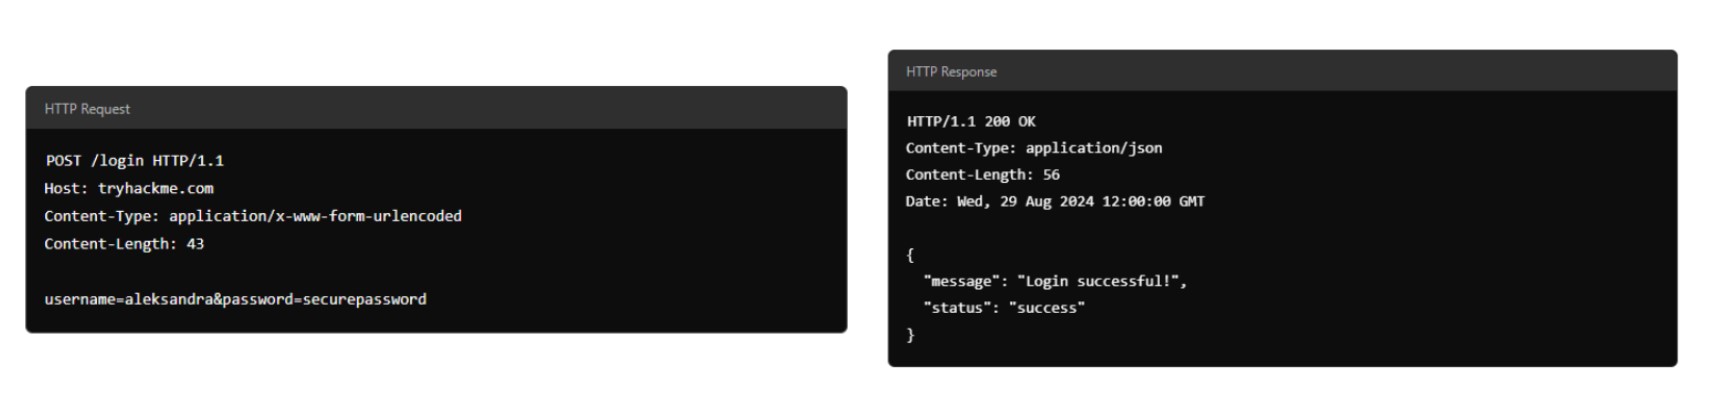 HTTP Request
POST /login HTTP/1.1
Host: tryhackme.com
Content-Type: application/x-www-form-urlencoded
Content-Length: 43
username=aleksandra&password=securepassword
HTTP Response
HTTP/1.1 200 OK
Content-Type: application/json
Content-Length: 56
Date: Wed, 29 Aug 2024 12:00:00 GMT
{
  "message": "Login successful!",
  "status": "success"
}